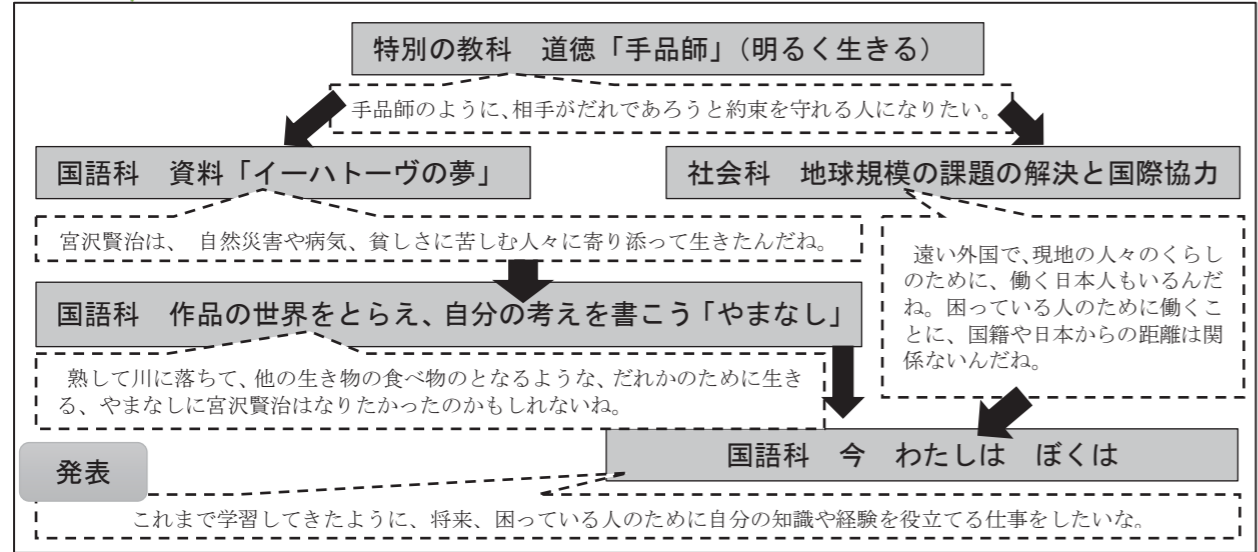 特別の教科　道徳「手品師」（明るく生きる）
手品師のように、相手がだれであろうと約束を守れる人になりたい。
国語科　資料「イーハトーヴの夢」
社会科　地球規模の課題の解決と国際協力
宮沢賢治は、 自然災害や病気、貧しさに苦しむ人々に寄り添って生きたんだね。
遠い外国で、現地の人々のくらし
のために、働く日本人もいるんだ
ね。困っている人のために働くこ
とに、国籍や日本からの距離は関
係ないんだね。
国語科　作品の世界をとらえ、自分の考えを書こう「やまなし」
熟して川に落ちて、他の生き物の食べ物のとなるような、だれかのために生き
る、やまなしに宮沢賢治はなりたかったのかもしれないね。
国語科　今　わたしは　ぼくは
発表
これまで学習してきたように、将来、困っている人のために自分の知識や経験を役立てる仕事をしたいな。